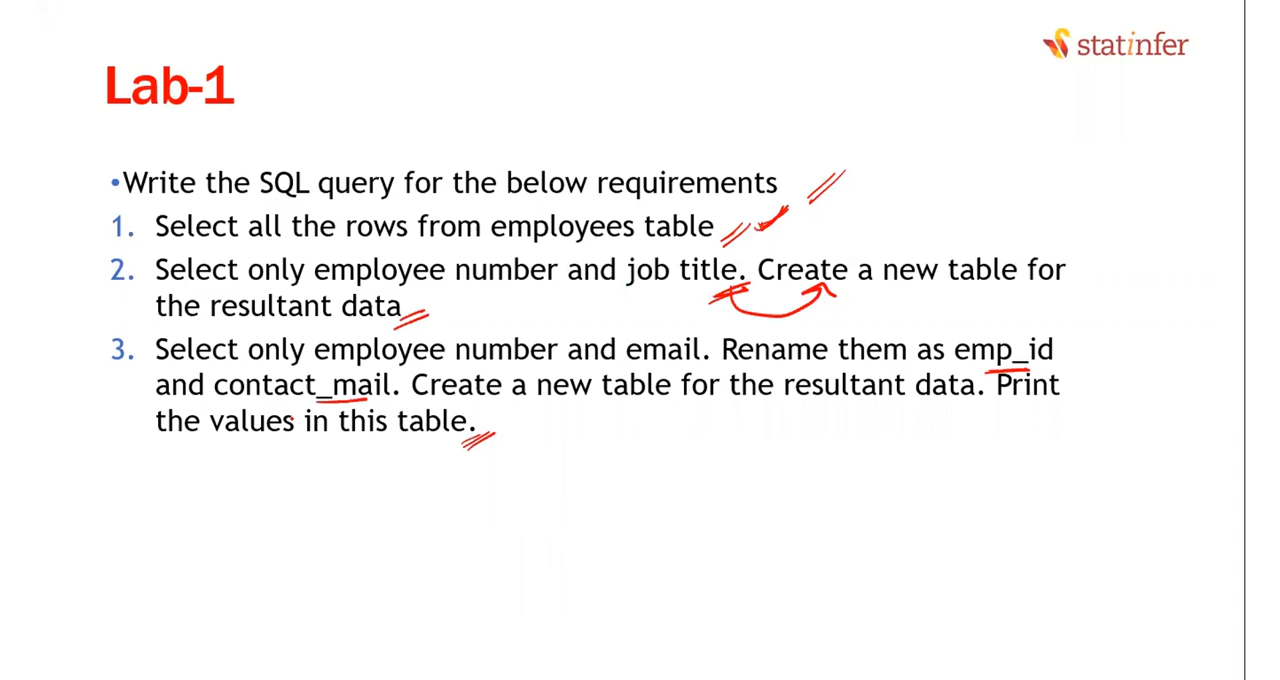 statinfer
Lab-1
•Write the SQL query for the below requirements
1. Select all the rows from employees table
2. Select only employee number and job title. Create a new table for
the resultant data
3. Select only employee number and email. Rename them as emp_id
and contact_mail. Create a new table for the resultant data. Print
the values in this table.